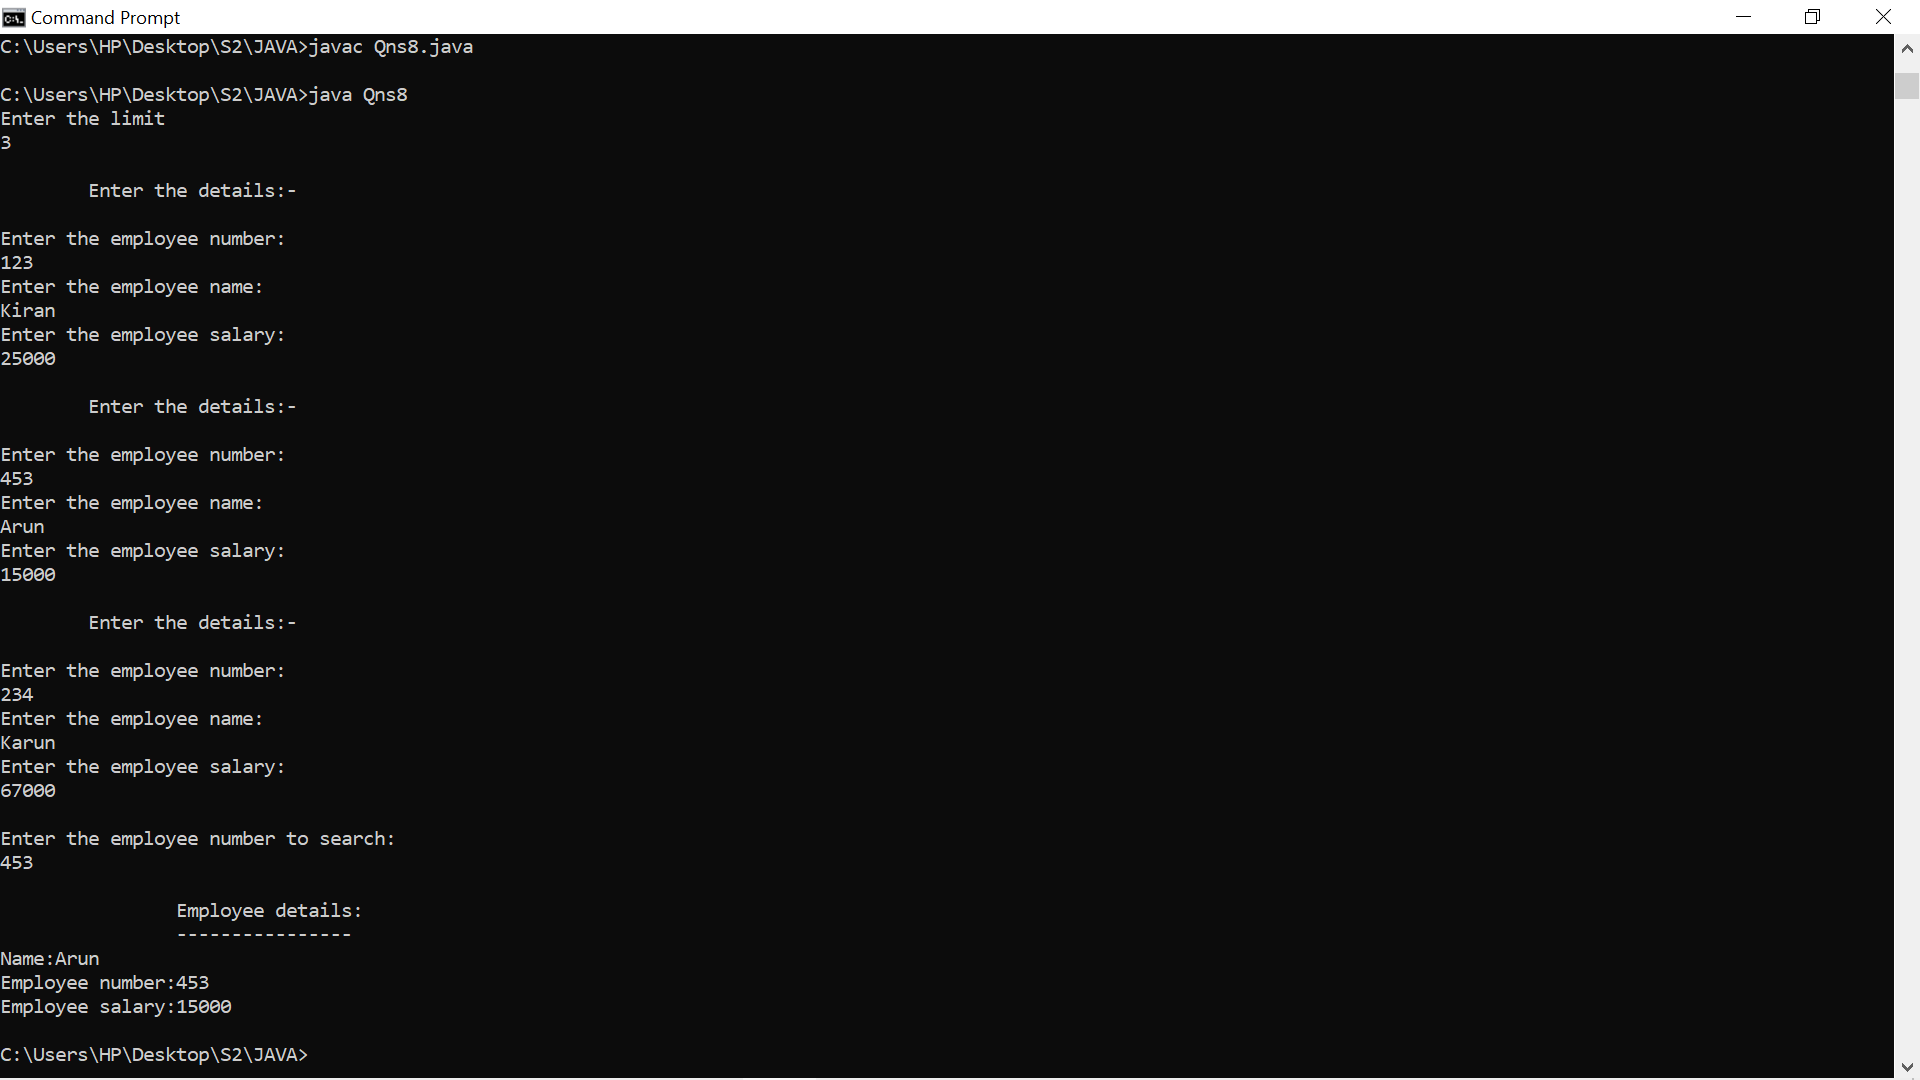 Command Prompt
C:\Users\HP\Desktop\S2\JAVA>javac Qns8.java
C:\Users\HP\Desktop\S2\JAVA>java Qns8
Enter the limit
3
Enter the details:-
Enter the employee number:
123
Enter the employee name:
Kiran
Enter the employee salary:
25000
Enter the details:-
Enter the employee number:
453
Enter the employee name:
Arun
Enter the employee salary:
15000
Enter the details:-
Enter the employee number:
234
Enter the employee name:
Karun
Enter the employee salary:
67000
Enter the employee number to search:
453
Employee details:
----------------
Name:Arun
Employee number:453
Employee salary:15000
C:\Users\HP\Desktop\S2\JAVA>